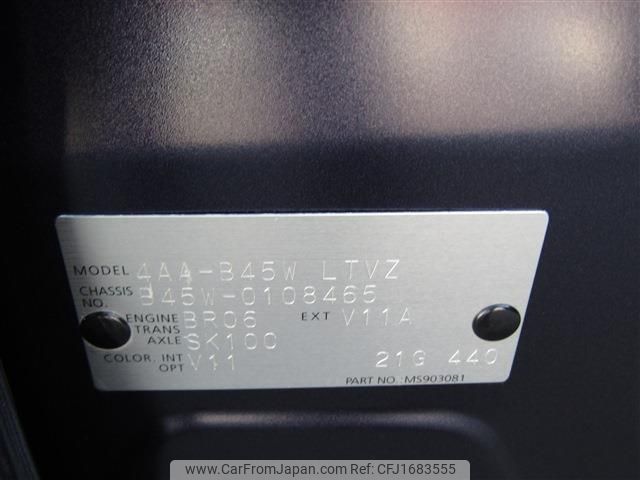 MODEL 4AA-B45W LTVZ
CHASSIS NO. B45W-0108465
ENGINE BR06 EXT V11A
TRANS AXLE SK100
COLOR. INT V11
OPT 21G 440
PART NO.:MS903081
www.CarFromJapan.com | REF No:CFJ1683555